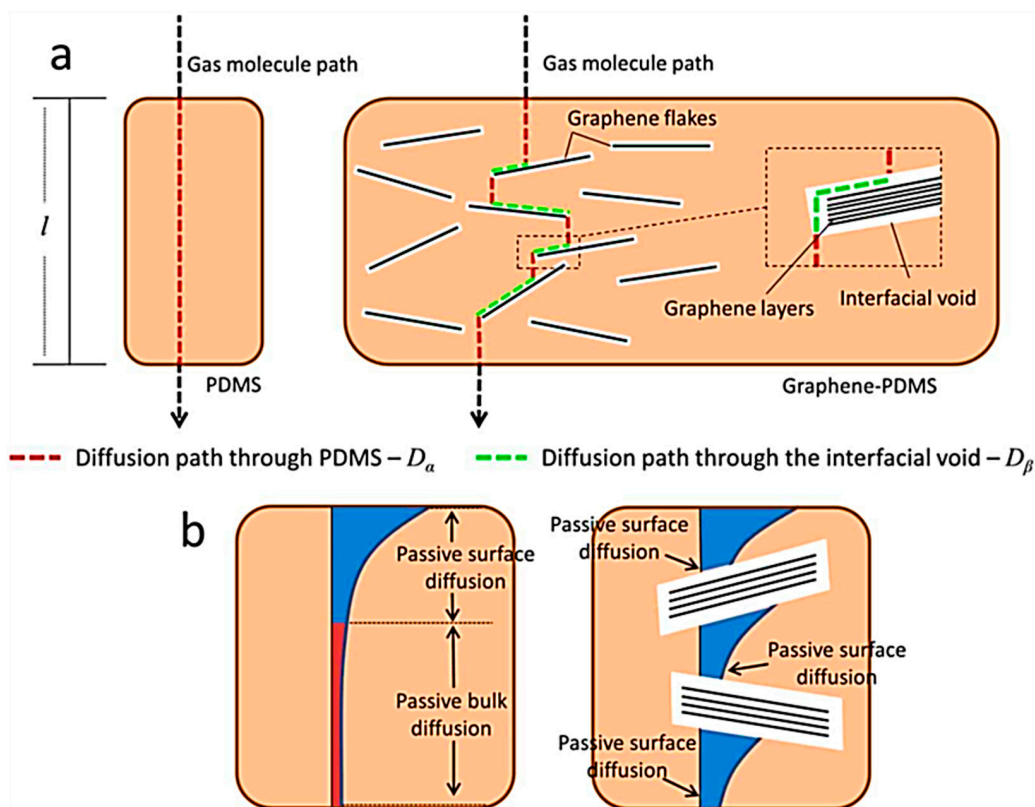 a
Gas molecule path
Gas molecule path
Graphene flakes
l
Graphene layers
Interfacial void
PDMS
Graphene-PDMS
Diffusion path through PDMS – Dα
Diffusion path through the interfacial void – Dβ
b
Passive surface
diffusion
Passive bulk
diffusion
Passive surface
diffusion
Passive surface
diffusion
Passive surface
diffusion